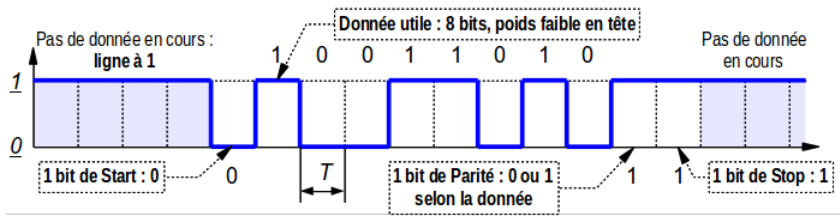 Donnée utile : 8 bits, poids faible en tête
Pas de donnée en cours :
ligne à 1
1 0 0 1 1 0 1 0
Pas de donnée
en cours
1
0
1 bit de Start : 0
0
T
1 bit de Parité : 0 ou 1
selon la donnée
1 1
1 bit de Stop : 1